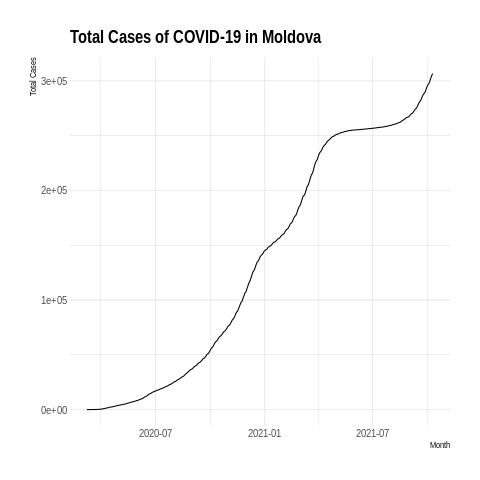 Total Cases of COVID-19 in Moldova
Total Cases
3e+05
2e+05
1e+05
0e+00
2020-07 2021-01 2021-07
Month